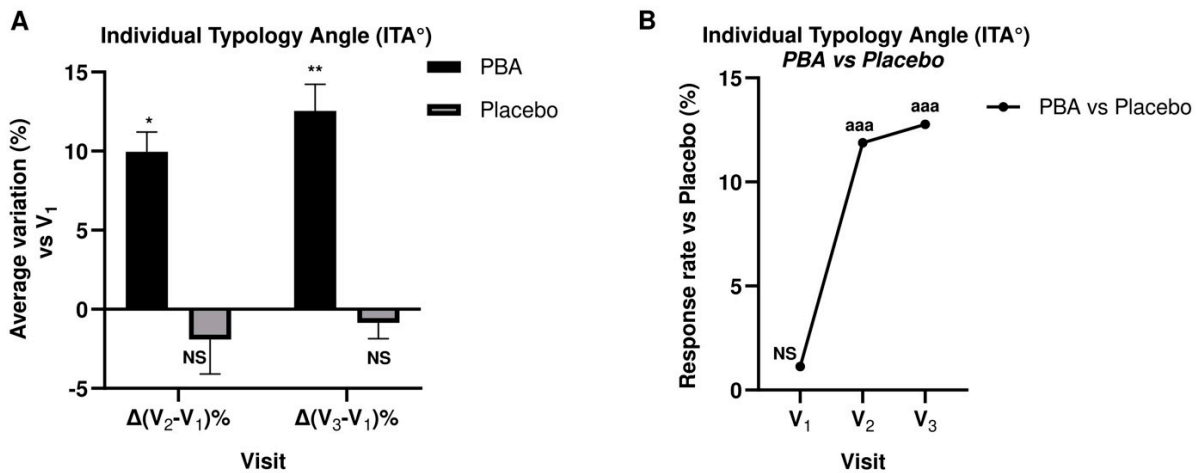 A
Individual Typology Angle (ITA°)
PBA
Placebo
Average variation (%)
vs V₁
15
10
5
0
-5
*
**
NS
NS
Δ(V₂-V₁)%
Δ(V₃-V₁)%
Visit
B
Individual Typology Angle (ITA°)
PBA vs Placebo
PBA vs Placebo
Response rate vs Placebo (%)
15
10
5
0
NS
aaa
aaa
V₁
V₂
V₃
Visit